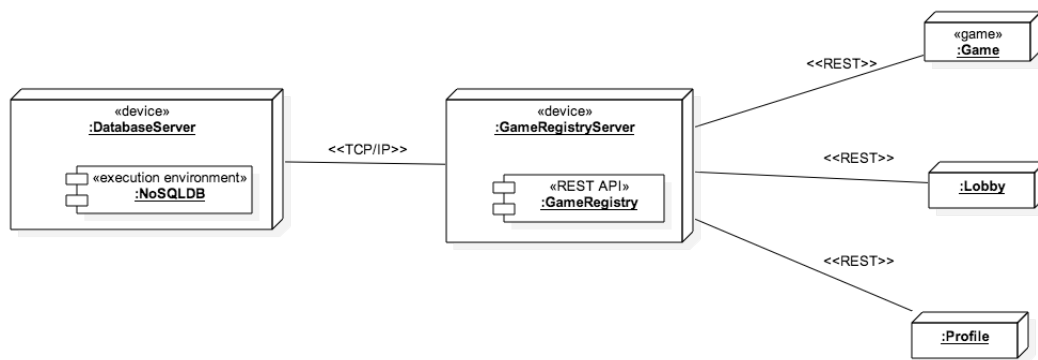 «device»
:DatabaseServer
«execution environment»
:NoSQLDB
<<TCP/IP>>
«device»
:GameRegistryServer
«REST API»
:GameRegistry
<<REST>>
«game»
:Game
<<REST>>
:Lobby
<<REST>>
:Profile